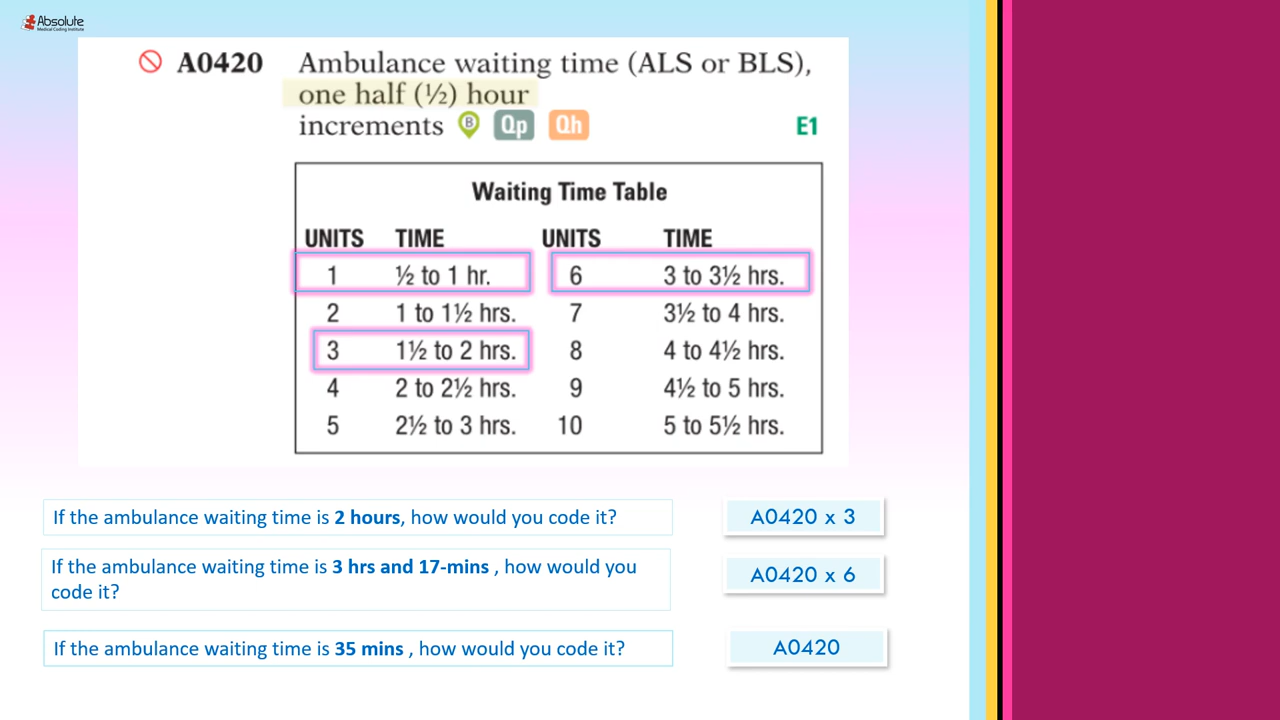 Absolute
Medical Coding Institute
A0420 Ambulance waiting time (ALS or BLS),
one half (½) hour
increments B Qp Qh E1
Waiting Time Table
UNITS TIME UNITS TIME
1 ½ to 1 hr. 6 3 to 3½ hrs.
2 1 to 1½ hrs. 7 3½ to 4 hrs.
3 1½ to 2 hrs. 8 4 to 4½ hrs.
4 2 to 2½ hrs. 9 4½ to 5 hrs.
5 2½ to 3 hrs. 10 5 to 5½ hrs.
If the ambulance waiting time is 2 hours, how would you code it? A0420 x 3
If the ambulance waiting time is 3 hrs and 17-mins , how would you
code it?
A0420 x 6
If the ambulance waiting time is 35 mins , how would you code it? A0420